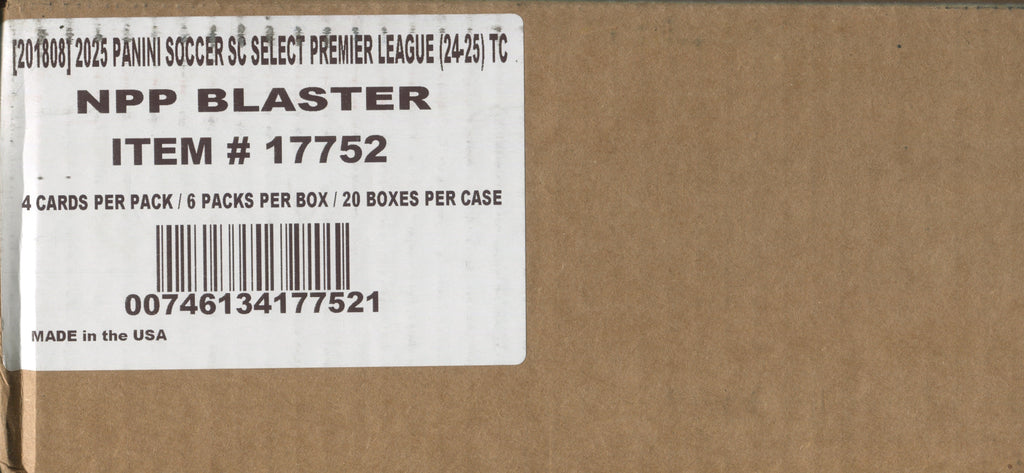 [201808] 2025 PANINI SOCCER SC SELECT PREMIER LEAGUE (24-25) TC
NPP BLASTER
ITEM # 17752
4 CARDS PER PACK / 6 PACKS PER BOX / 20 BOXES PER CASE
00746134177521
MADE in the USA